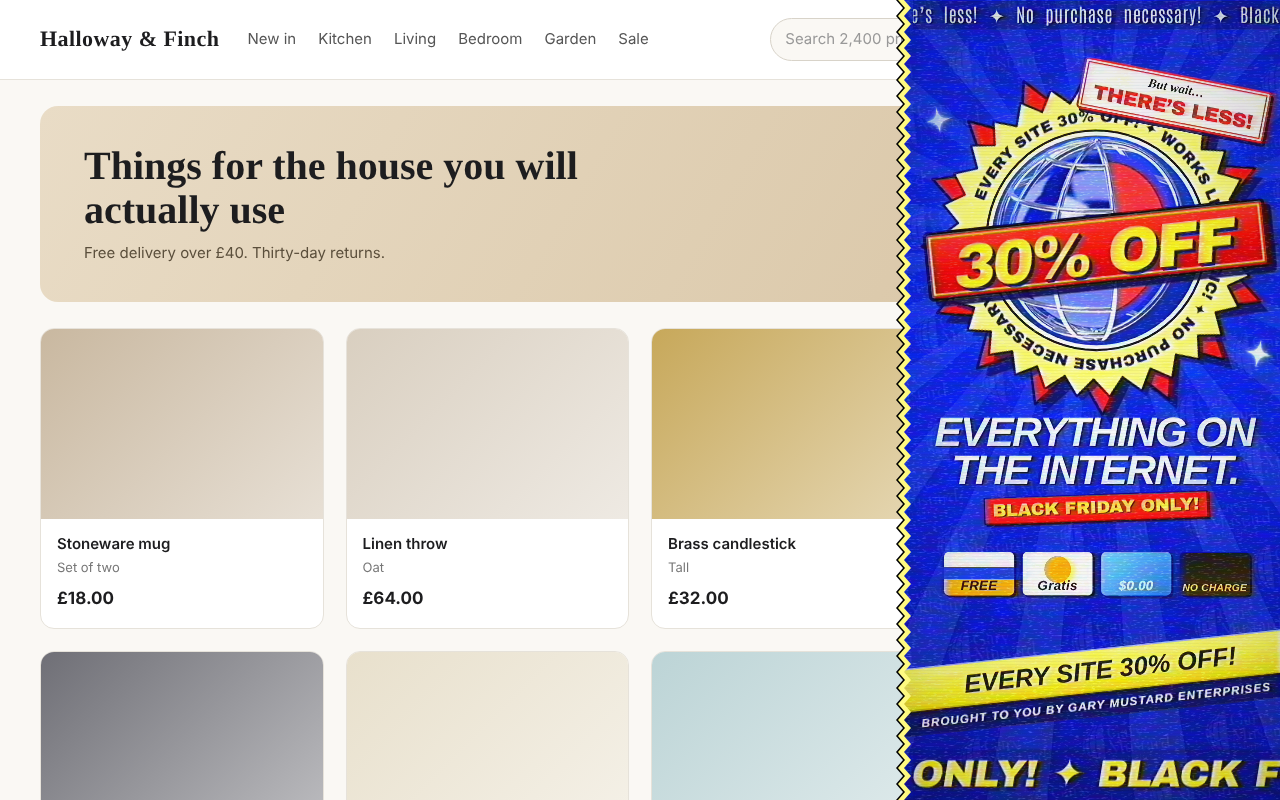 Halloway & Finch
New in
Kitchen
Living
Bedroom
Garden
Sale
Search 2,400
Things for the house you will
actually use
Free delivery over £40. Thirty-day returns.
Stoneware mug
Set of two
£18.00
Linen throw
Oat
£64.00
Brass candlestick
Tall
£32.00
less! ✦ No purchase necessary! ✦ Black
But wait...
THERE'S LESS!
EVERY SITE 30% OFF! ✦ WORKS
NO PURCHASE NECESSARY
30% OFF
EVERYTHING ON
THE INTERNET.
BLACK FRIDAY ONLY!
FREE
Gratis
$0.00
NO CHARGE
EVERY SITE 30% OFF!
BROUGHT TO YOU BY GARY MUSTARD ENTERPRISES
ONLY! ✦ BLACK